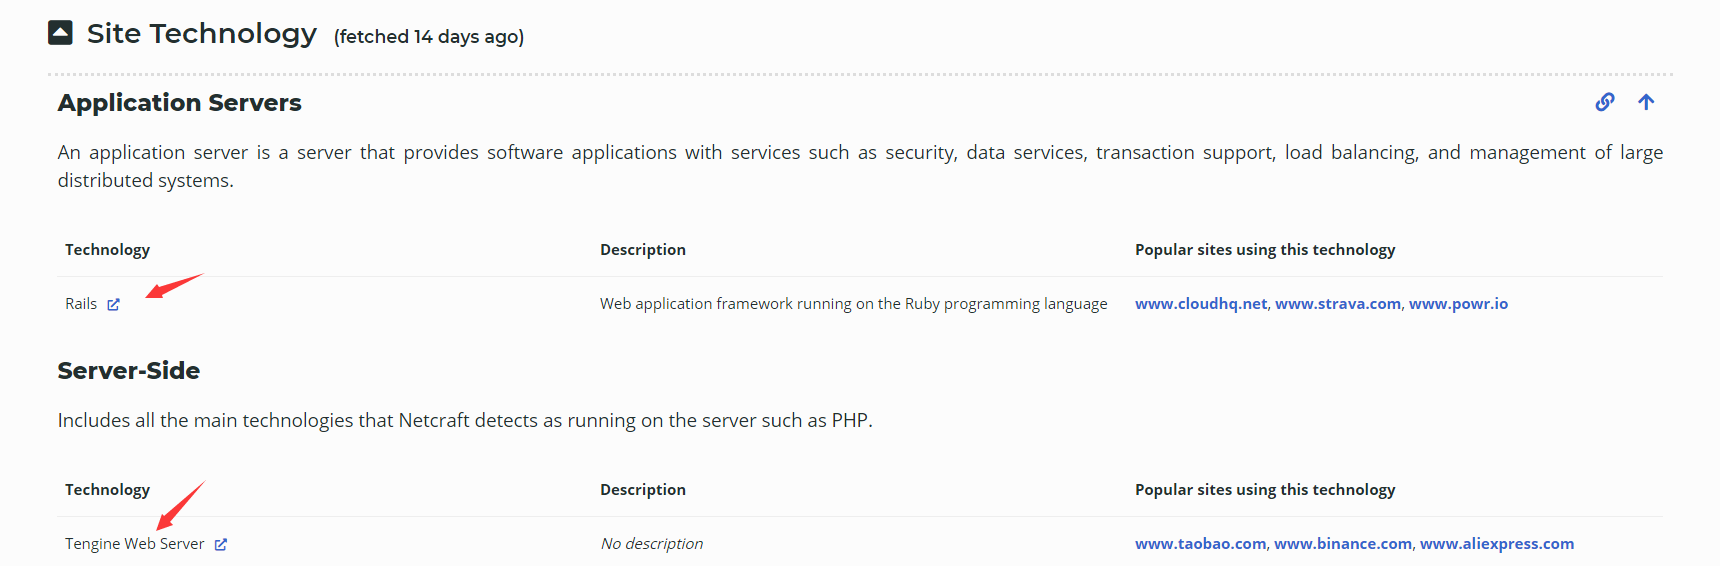 Site Technology (fetched 14 days ago)
Application Servers
An application server is a server that provides software applications with services such as security, data services, transaction support, load balancing, and management of large
distributed systems.
Technology Description Popular sites using this technology
Rails Web application framework running on the Ruby programming language www.cloudhq.net, www.strava.com, www.powr.io
Server-Side
Includes all the main technologies that Netcraft detects as running on the server such as PHP.
Technology Description Popular sites using this technology
Tengine Web Server No description www.taobao.com, www.binance.com, www.aliexpress.com